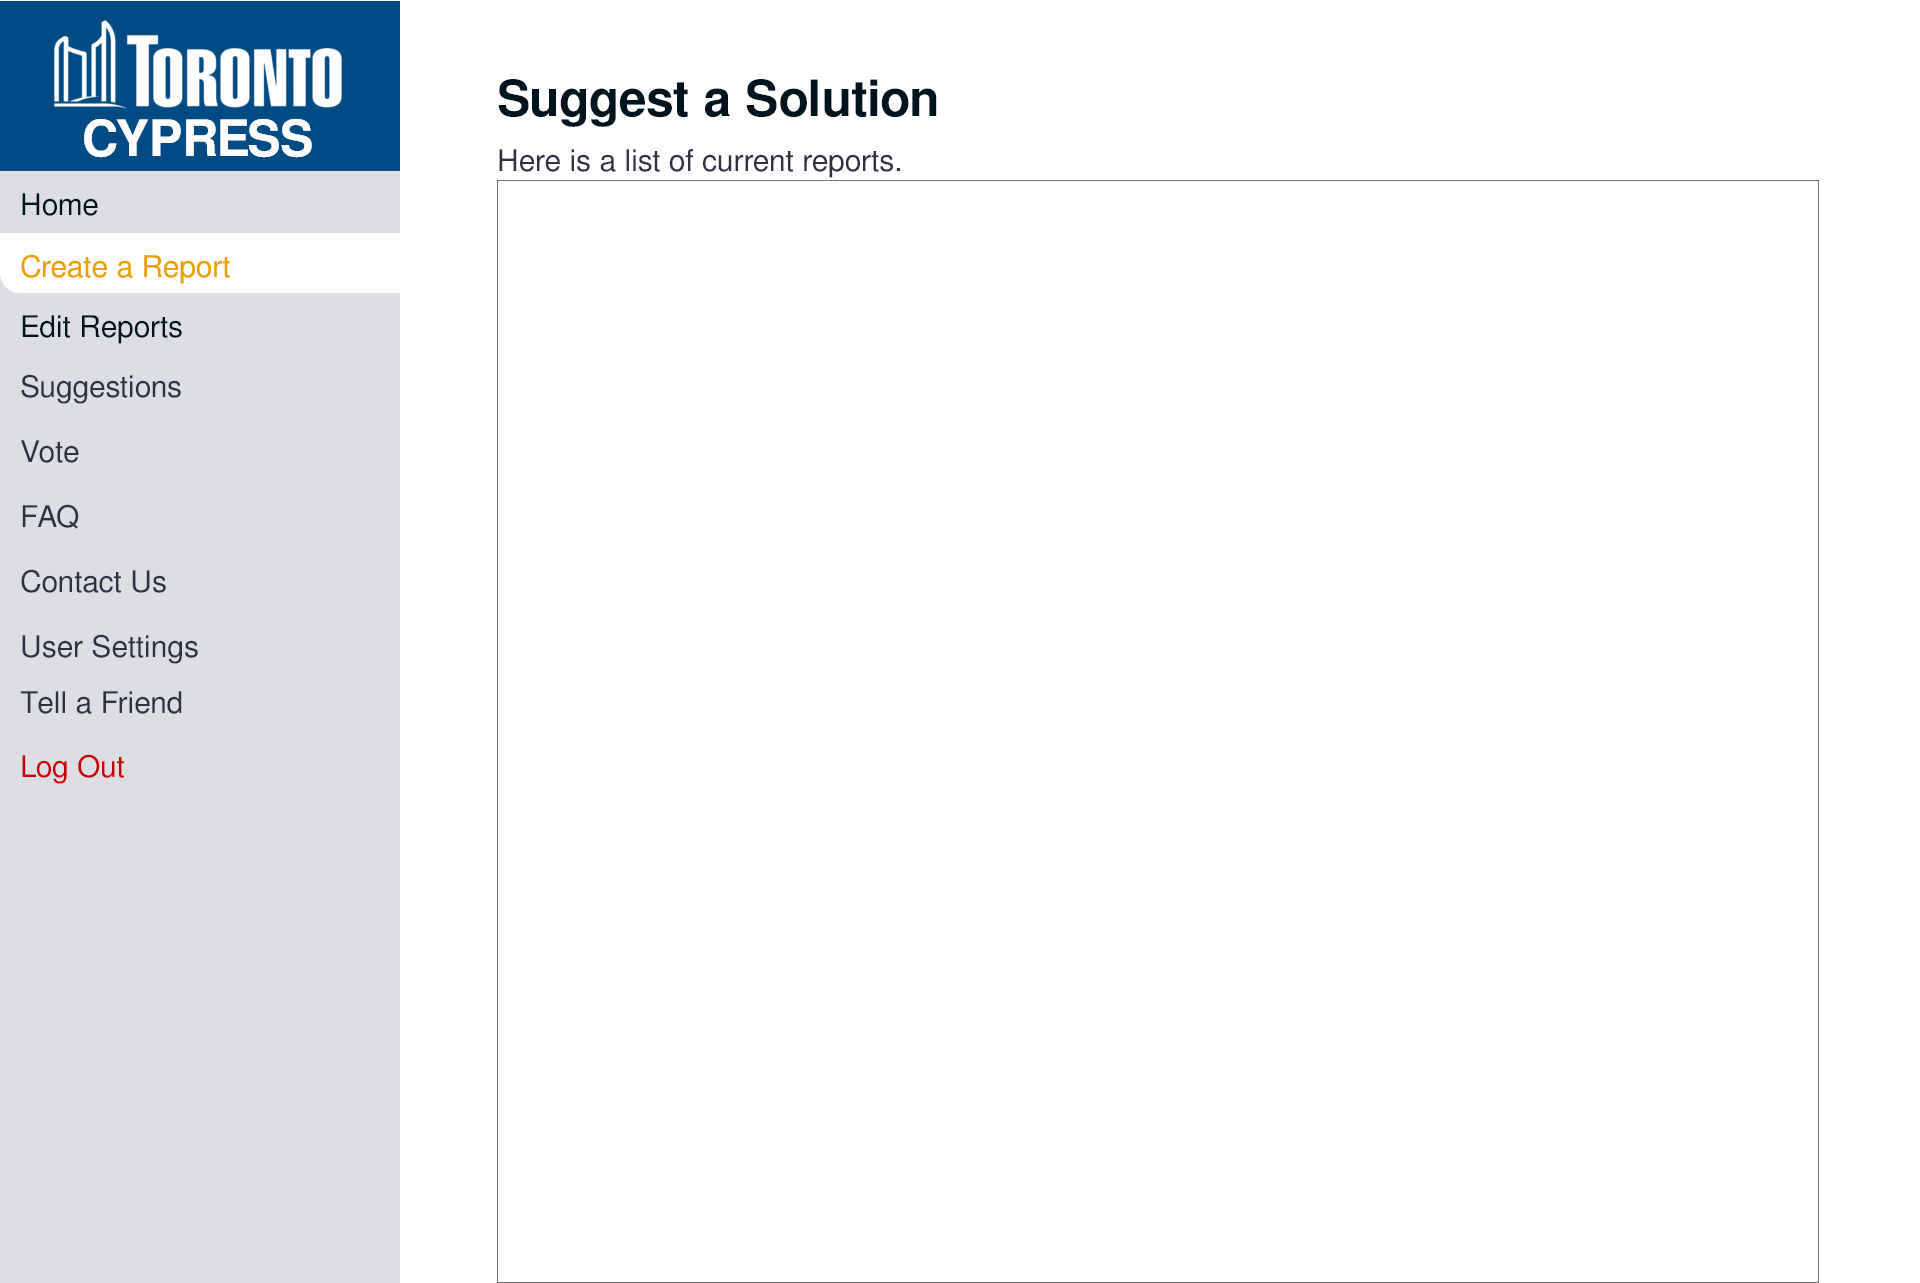 TORONTO
CYPRESS
Home
Create a Report
Edit Reports
Suggestions
Vote
FAQ
Contact Us
User Settings
Tell a Friend
Log Out
Suggest a Solution
Here is a list of current reports.